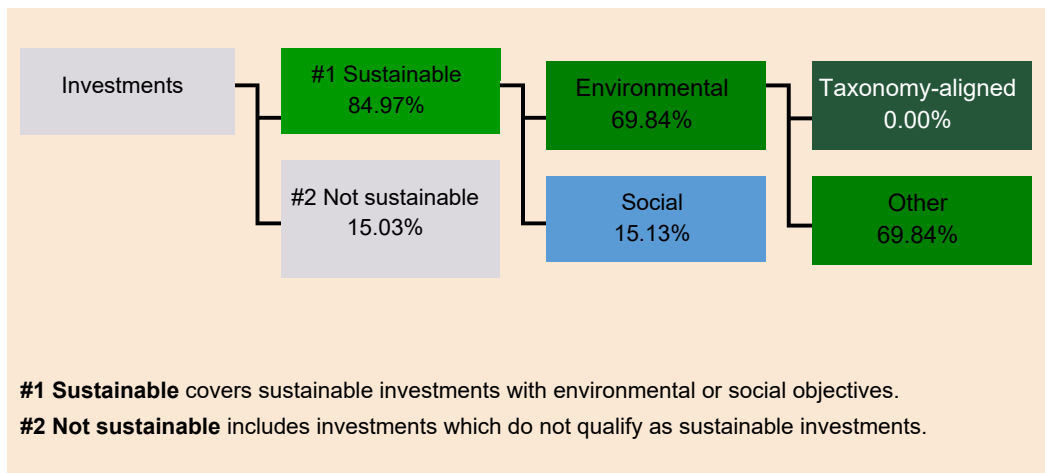 Investments
#1 Sustainable
84.97%
#2 Not sustainable
15.03%
Environmental
69.84%
Social
15.13%
Taxonomy-aligned
0.00%
Other
69.84%
#1 Sustainable covers sustainable investments with environmental or social objectives.
#2 Not sustainable includes investments which do not qualify as sustainable investments.